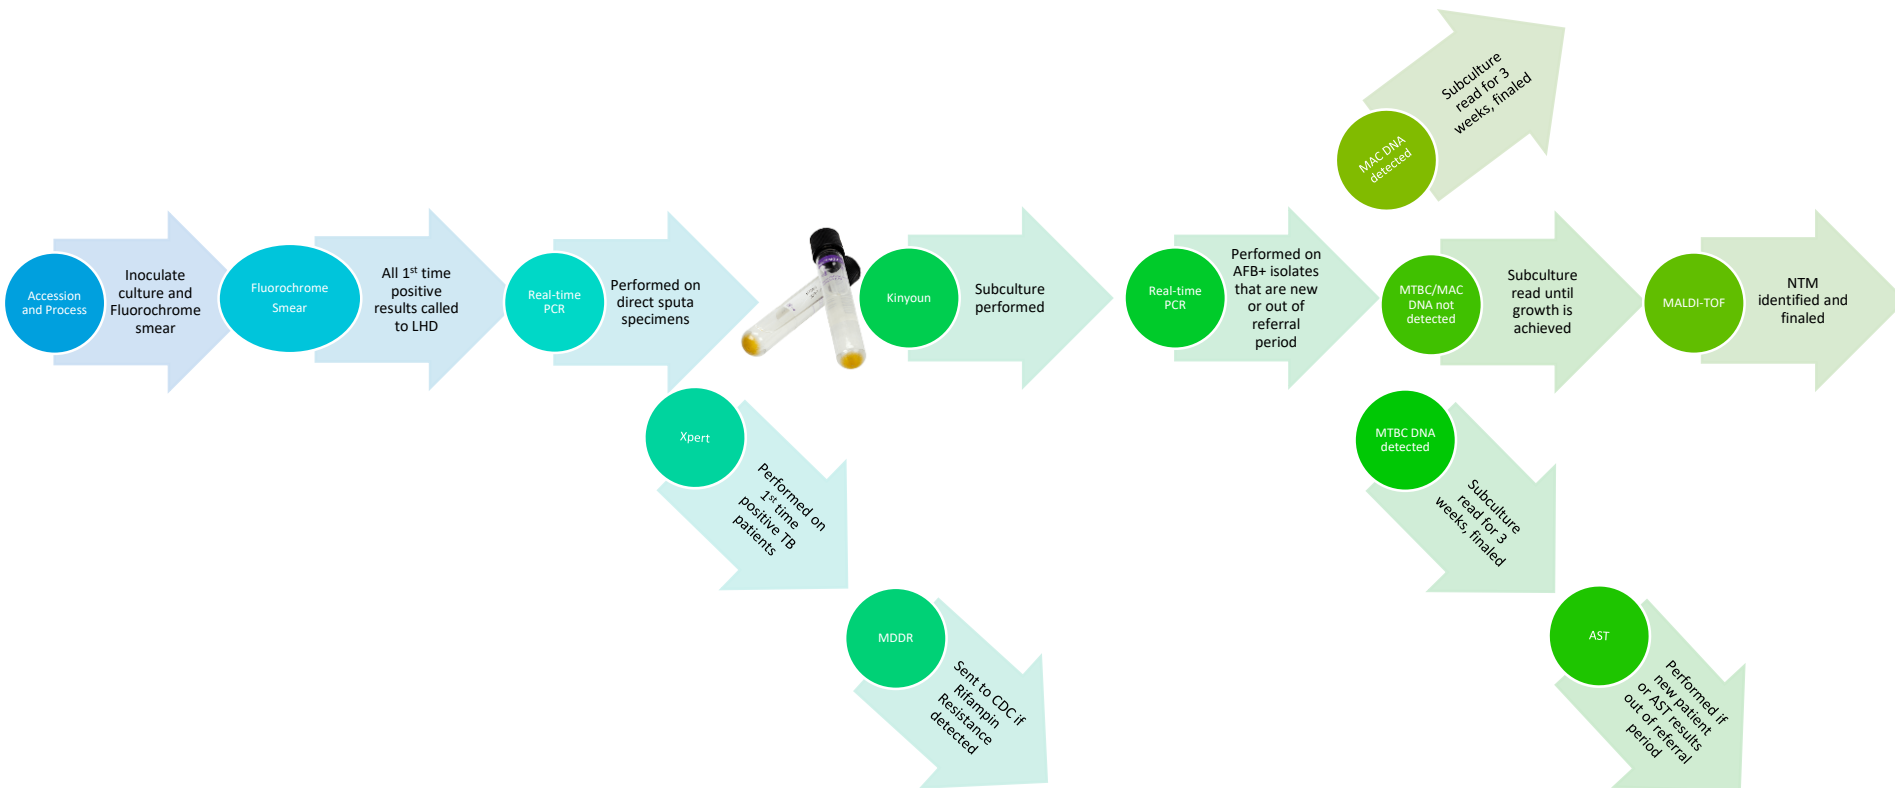 Accession
and Process
Inoculate
culture and
Fluorochrome
smear
Fluorochrome
Smear
All 1st time
positive
results called
to LHD
Real-time
PCR
Performed on
direct sputa
specimens
Xpert
Performed on
1st time
positive TB
patients
MDDR
Sent to CDC if
Rifampin
Resistance
detected
Kinyoun
Subculture
performed
Real-time
PCR
Performed on
AFB+ isolates
that are new
or out of
referral
period
MAC DNA
detected
Subculture
read for 3
weeks, finaled
MTBC/MAC
DNA not
detected
Subculture
read until
growth is
achieved
MALDI-TOF
NTM
identified and
finaled
MTBC DNA
detected
Subculture
read for 3
weeks, finaled
AST
Performed if
new patient
or AST results
out of referral
period